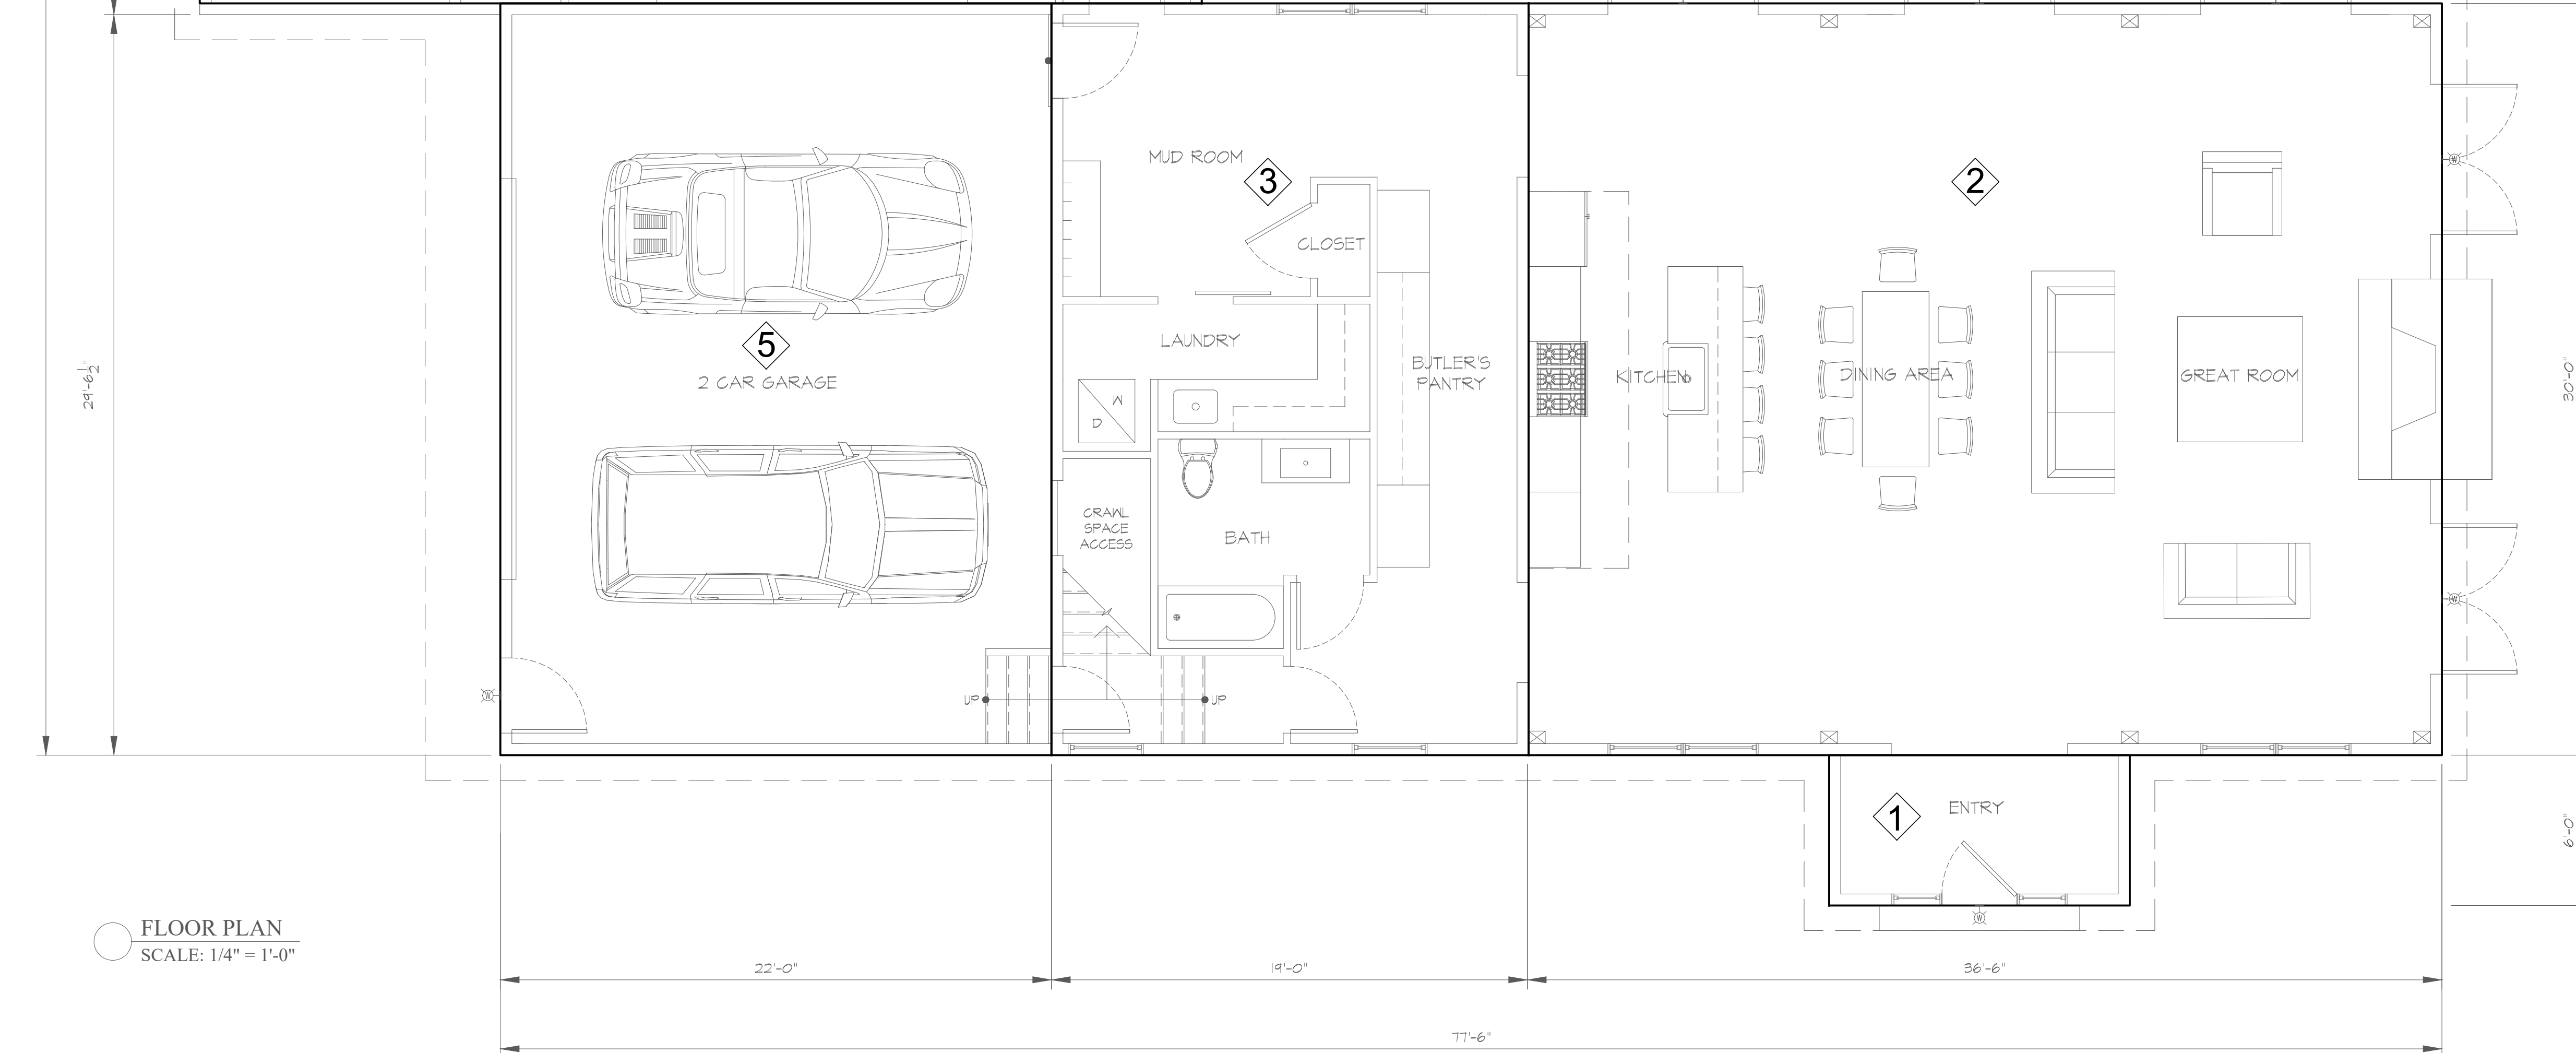 MUD ROOM
3
2
CLOSET
LAUNDRY
5
2 CAR GARAGE
W
D
BUTLER'S
PANTRY
KITCHEN
DINING AREA
GREAT ROOM
29'-6 1/2"
30'-0"
CRAWL
SPACE
ACCESS
BATH
UP
UP
W
W
W
1
ENTRY
6'-0"
W
FLOOR PLAN
SCALE: 1/4" = 1'-0"
22'-0"
19'-0"
36'-6"
77'-6"